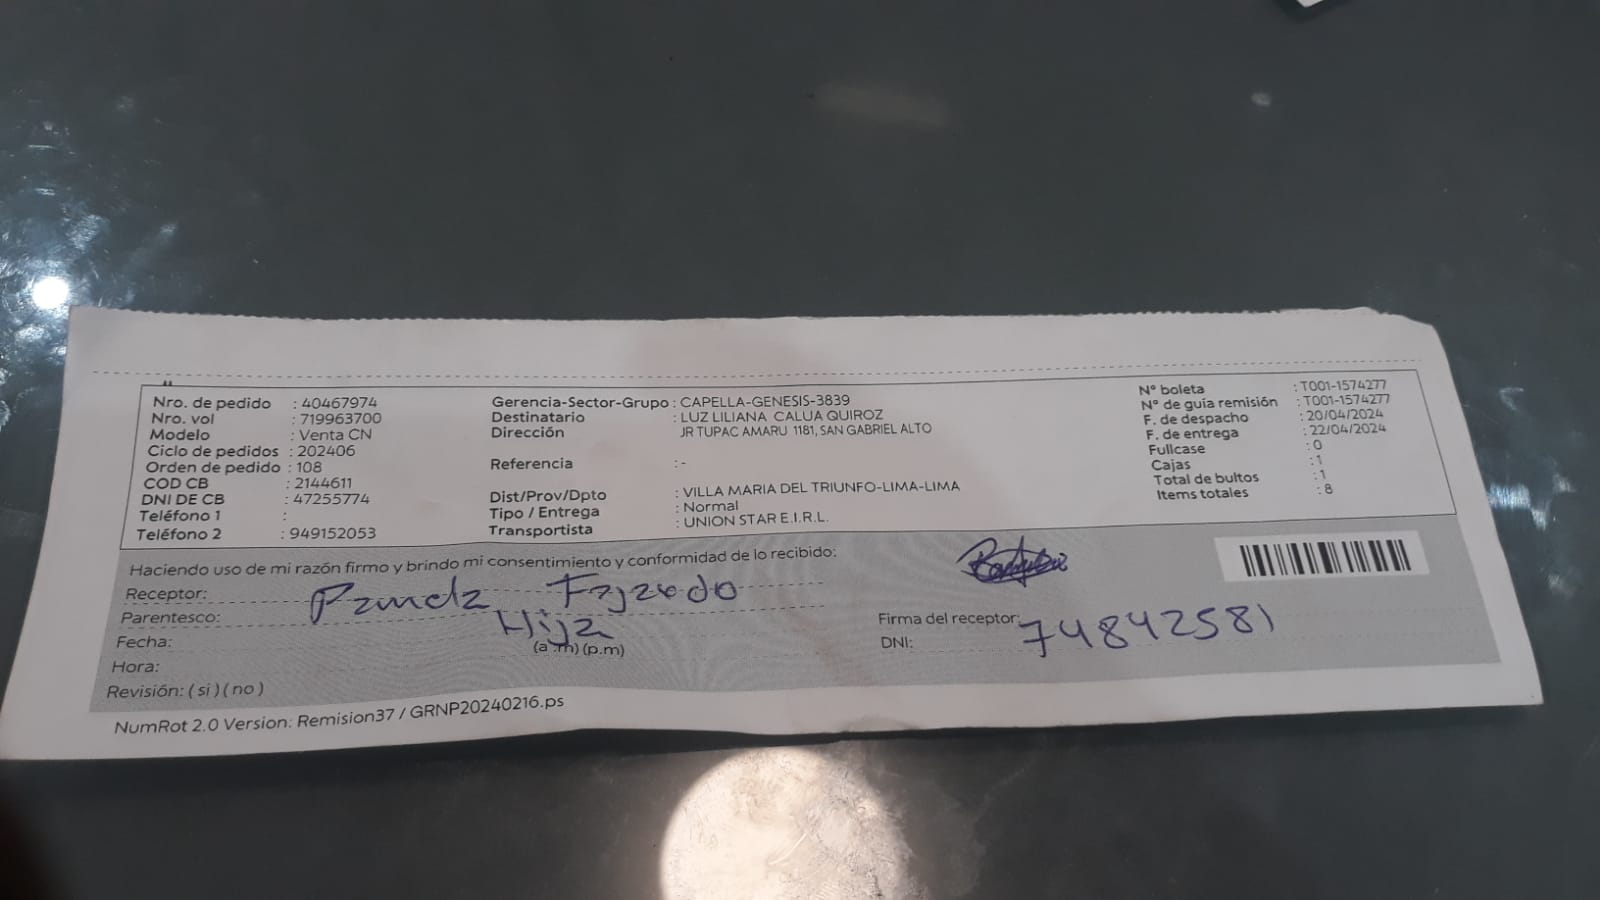 Nro. de pedido : 40467974
Nro. vol : 719963700
Modelo : Venta CN
Ciclo de pedidos : 202406
Orden de pedido : 108
COD CB : 2144611
DNI DE CB : 47255774
Teléfono 1 :
Teléfono 2 : 949152053
Gerencia-Sector-Grupo : CAPELLA-GENESIS-3839
Destinatario : LUZ LILIANA CALUA QUIROZ
Dirección JR TUPAC AMARU 1181, SAN GABRIEL ALTO
Referencia : -
Dist/Prov/Dpto : VILLA MARIA DEL TRIUNFO-LIMA-LIMA
Tipo / Entrega : Normal
Transportista : UNION STAR E.I.R.L.
N° boleta : T001-1574277
N° de guía remisión : T001-1574277
F. de despacho : 20/04/2024
F. de entrega : 22/04/2024
Fullcase : 0
Cajas : 1
Total de bultos : 1
Items totales : 8
Haciendo uso de mi razón firmo y brindo mi consentimiento y conformidad de lo recibido:
Receptor: Pamela Fajardo
Parentesco: Hija
Fecha:
Hora: (a.m) (p.m)
Revisión: ( si ) ( no )
Firma del receptor:
DNI: 74842581
NumRot 2.0 Version: Remision37 / GRNP20240216.ps